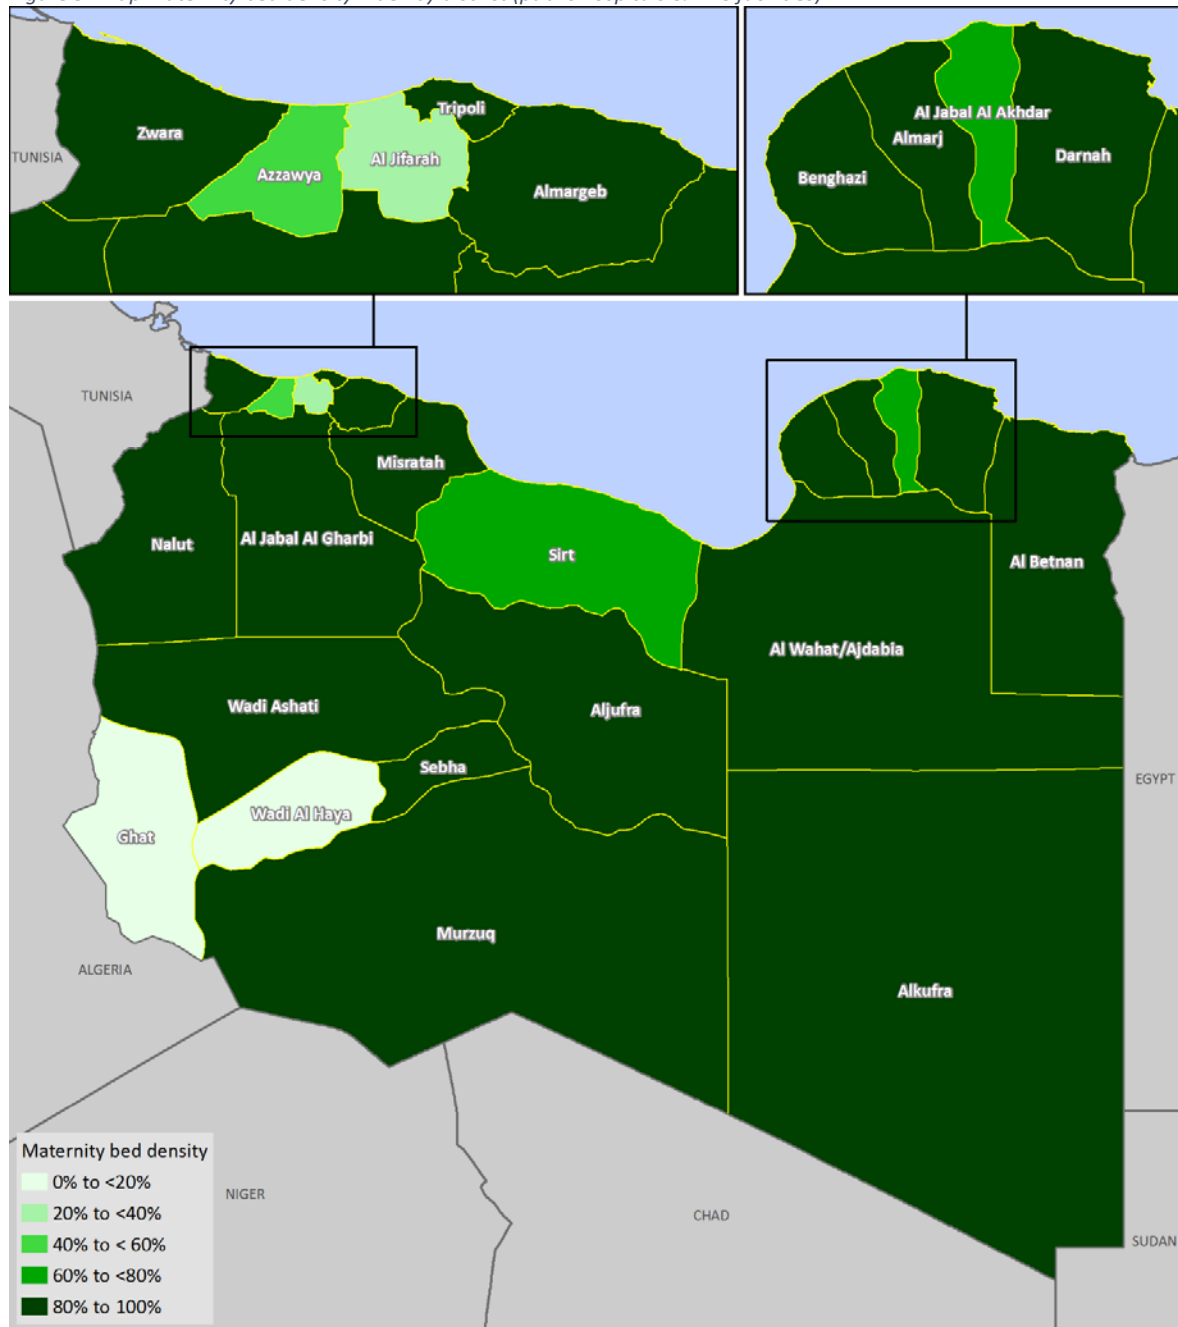 Tripoli
Zwara
TUNISIA
Al Jifarah
Azzawya
Almargeb
Al Jabal Al Akhdar
Almarj
Darnah
Benghazi
TUNISIA
Misratah
Nalut
Al Jabal Al Gharbi
Sirt
Al Betnan
Al Wahat/Ajdabia
Wadi Ashati
Aljufra
Sebha
EGYPT
Wadi Al Haya
Ghat
Murzuq
ALGERIA
Alkufra
Maternity bed density
0% to <20%
20% to <40%
40% to < 60%
60% to <80%
80% to 100%
NIGER
CHAD
SUDAN